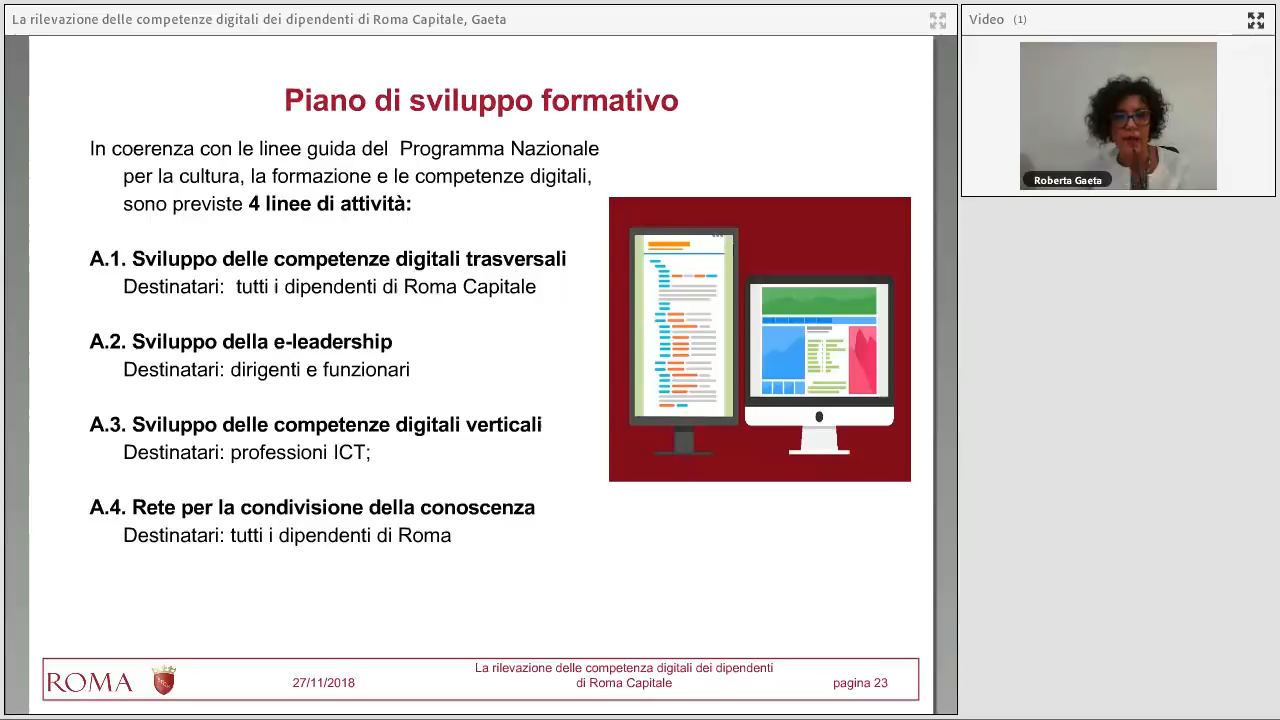 La rilevazione delle competenze digitali dei dipendenti di Roma Capitale, Gaeta
Video (1)
Roberta Gaeta
Piano di sviluppo formativo
In coerenza con le linee guida del Programma Nazionale
per la cultura, la formazione e le competenze digitali,
sono previste 4 linee di attività:
A.1. Sviluppo delle competenze digitali trasversali
Destinatari: tutti i dipendenti di Roma Capitale
A.2. Sviluppo della e-leadership
Destinatari: dirigenti e funzionari
A.3. Sviluppo delle competenze digitali verticali
Destinatari: professioni ICT;
A.4. Rete per la condivisione della conoscenza
Destinatari: tutti i dipendenti di Roma
ROMA
27/11/2018
La rilevazione delle competenza digitali dei dipendenti
di Roma Capitale
pagina 23